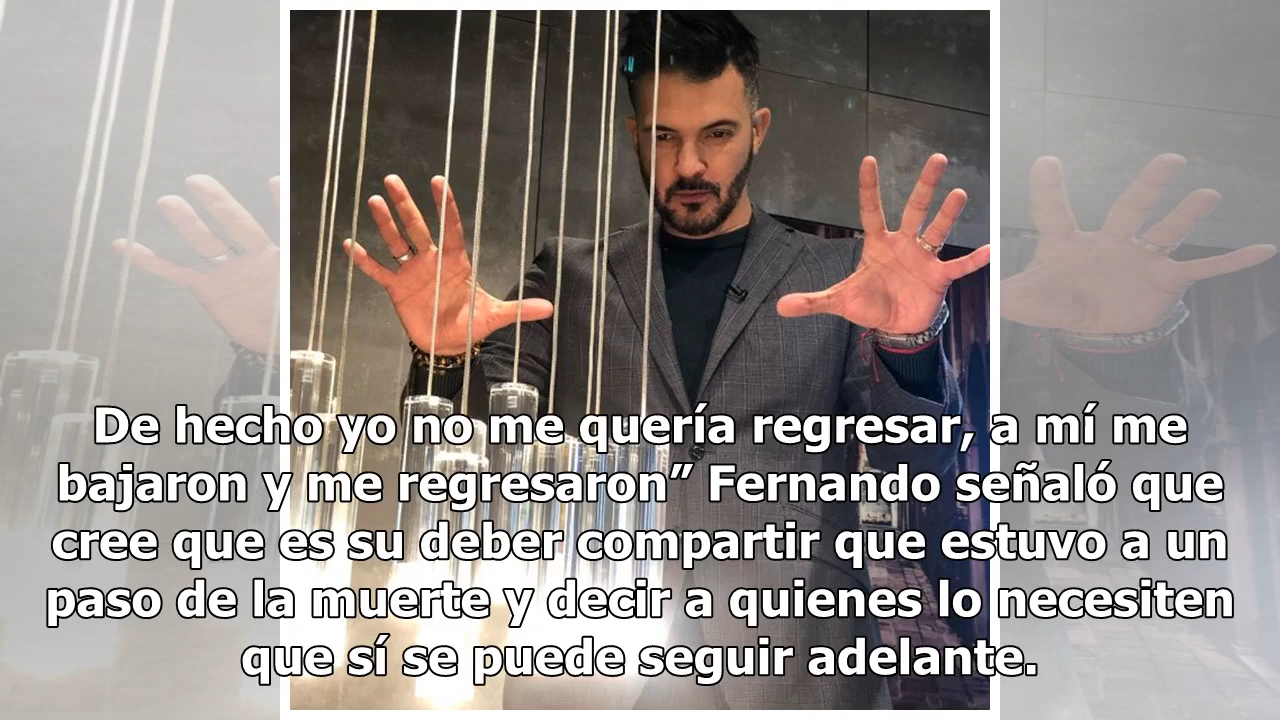 De hecho yo no me quería regresar, a mí me
bajaron y me regresaron” Fernando señaló que
cree que es su deber compartir que estuvo a un
paso de la muerte y decir a quienes lo necesiten
que sí se puede seguir adelante.